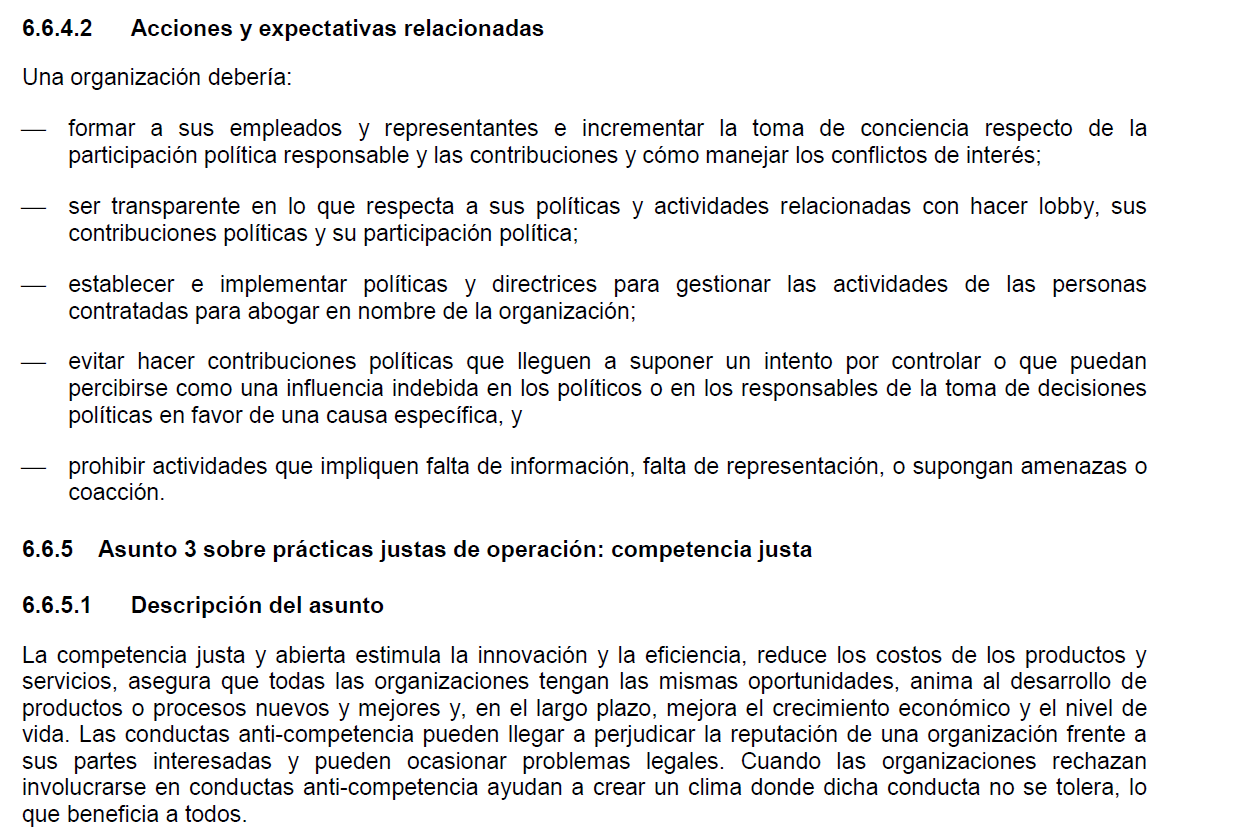 6.6.4.2 Acciones y expectativas relacionadas
Una organización debería:
— formar a sus empleados y representantes e incrementar la toma de conciencia respecto de la
participación política responsable y las contribuciones y cómo manejar los conflictos de interés;
— ser transparente en lo que respecta a sus políticas y actividades relacionadas con hacer lobby, sus
contribuciones políticas y su participación política;
— establecer e implementar políticas y directrices para gestionar las actividades de las personas
contratadas para abogar en nombre de la organización;
— evitar hacer contribuciones políticas que lleguen a suponer un intento por controlar o que puedan
percibirse como una influencia indebida en los políticos o en los responsables de la toma de decisiones
políticas en favor de una causa específica, y
— prohibir actividades que impliquen falta de información, falta de representación, o supongan amenazas o
coacción.
6.6.5 Asunto 3 sobre prácticas justas de operación: competencia justa
6.6.5.1 Descripción del asunto
La competencia justa y abierta estimula la innovación y la eficiencia, reduce los costos de los productos y
servicios, asegura que todas las organizaciones tengan las mismas oportunidades, anima al desarrollo de
productos o procesos nuevos y mejores y, en el largo plazo, mejora el crecimiento económico y el nivel de
vida. Las conductas anti-competencia pueden llegar a perjudicar la reputación de una organización frente a
sus partes interesadas y pueden ocasionar problemas legales. Cuando las organizaciones rechazan
involucrarse en conductas anti-competencia ayudan a crear un clima donde dicha conducta no se tolera, lo
que beneficia a todos.